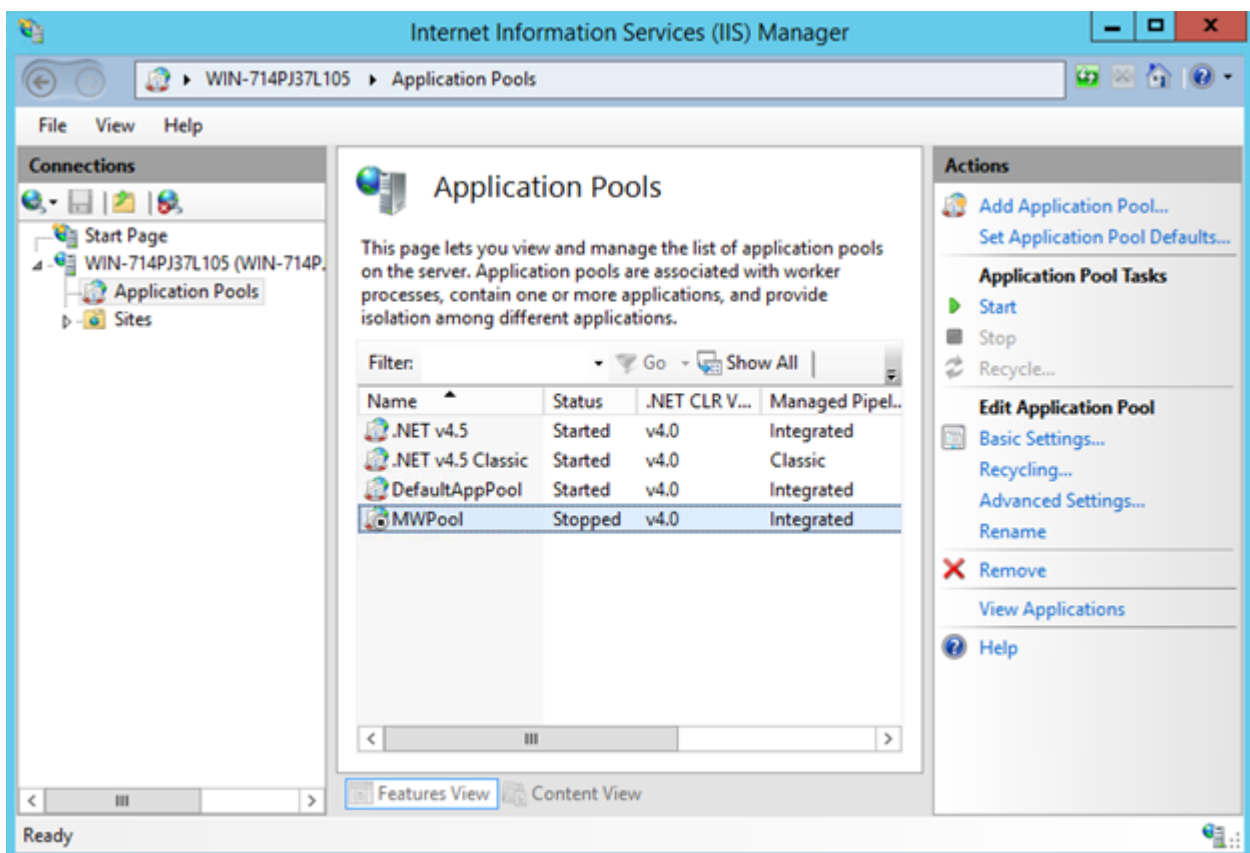 Internet Information Services (IIS) Manager
WIN-714PJ37L105 Application Pools
File View Help
Connections
Start Page
WIN-714PJ37L105 (WIN-714P.
Application Pools
Sites
Application Pools
This page lets you view and manage the list of application pools
on the server. Application pools are associated with worker
processes, contain one or more applications, and provide
isolation among different applications.
Filter: Go Show All
Name Status .NET CLR V... Managed Pipel..
.NET v4.5 Started v4.0 Integrated
.NET v4.5 Classic Started v4.0 Classic
DefaultAppPool Started v4.0 Integrated
MWPool Stopped v4.0 Integrated
Features View Content View
Actions
Add Application Pool...
Set Application Pool Defaults...
Application Pool Tasks
Start
Stop
Recycle...
Edit Application Pool
Basic Settings...
Recycling...
Advanced Settings...
Rename
Remove
View Applications
Help
Ready